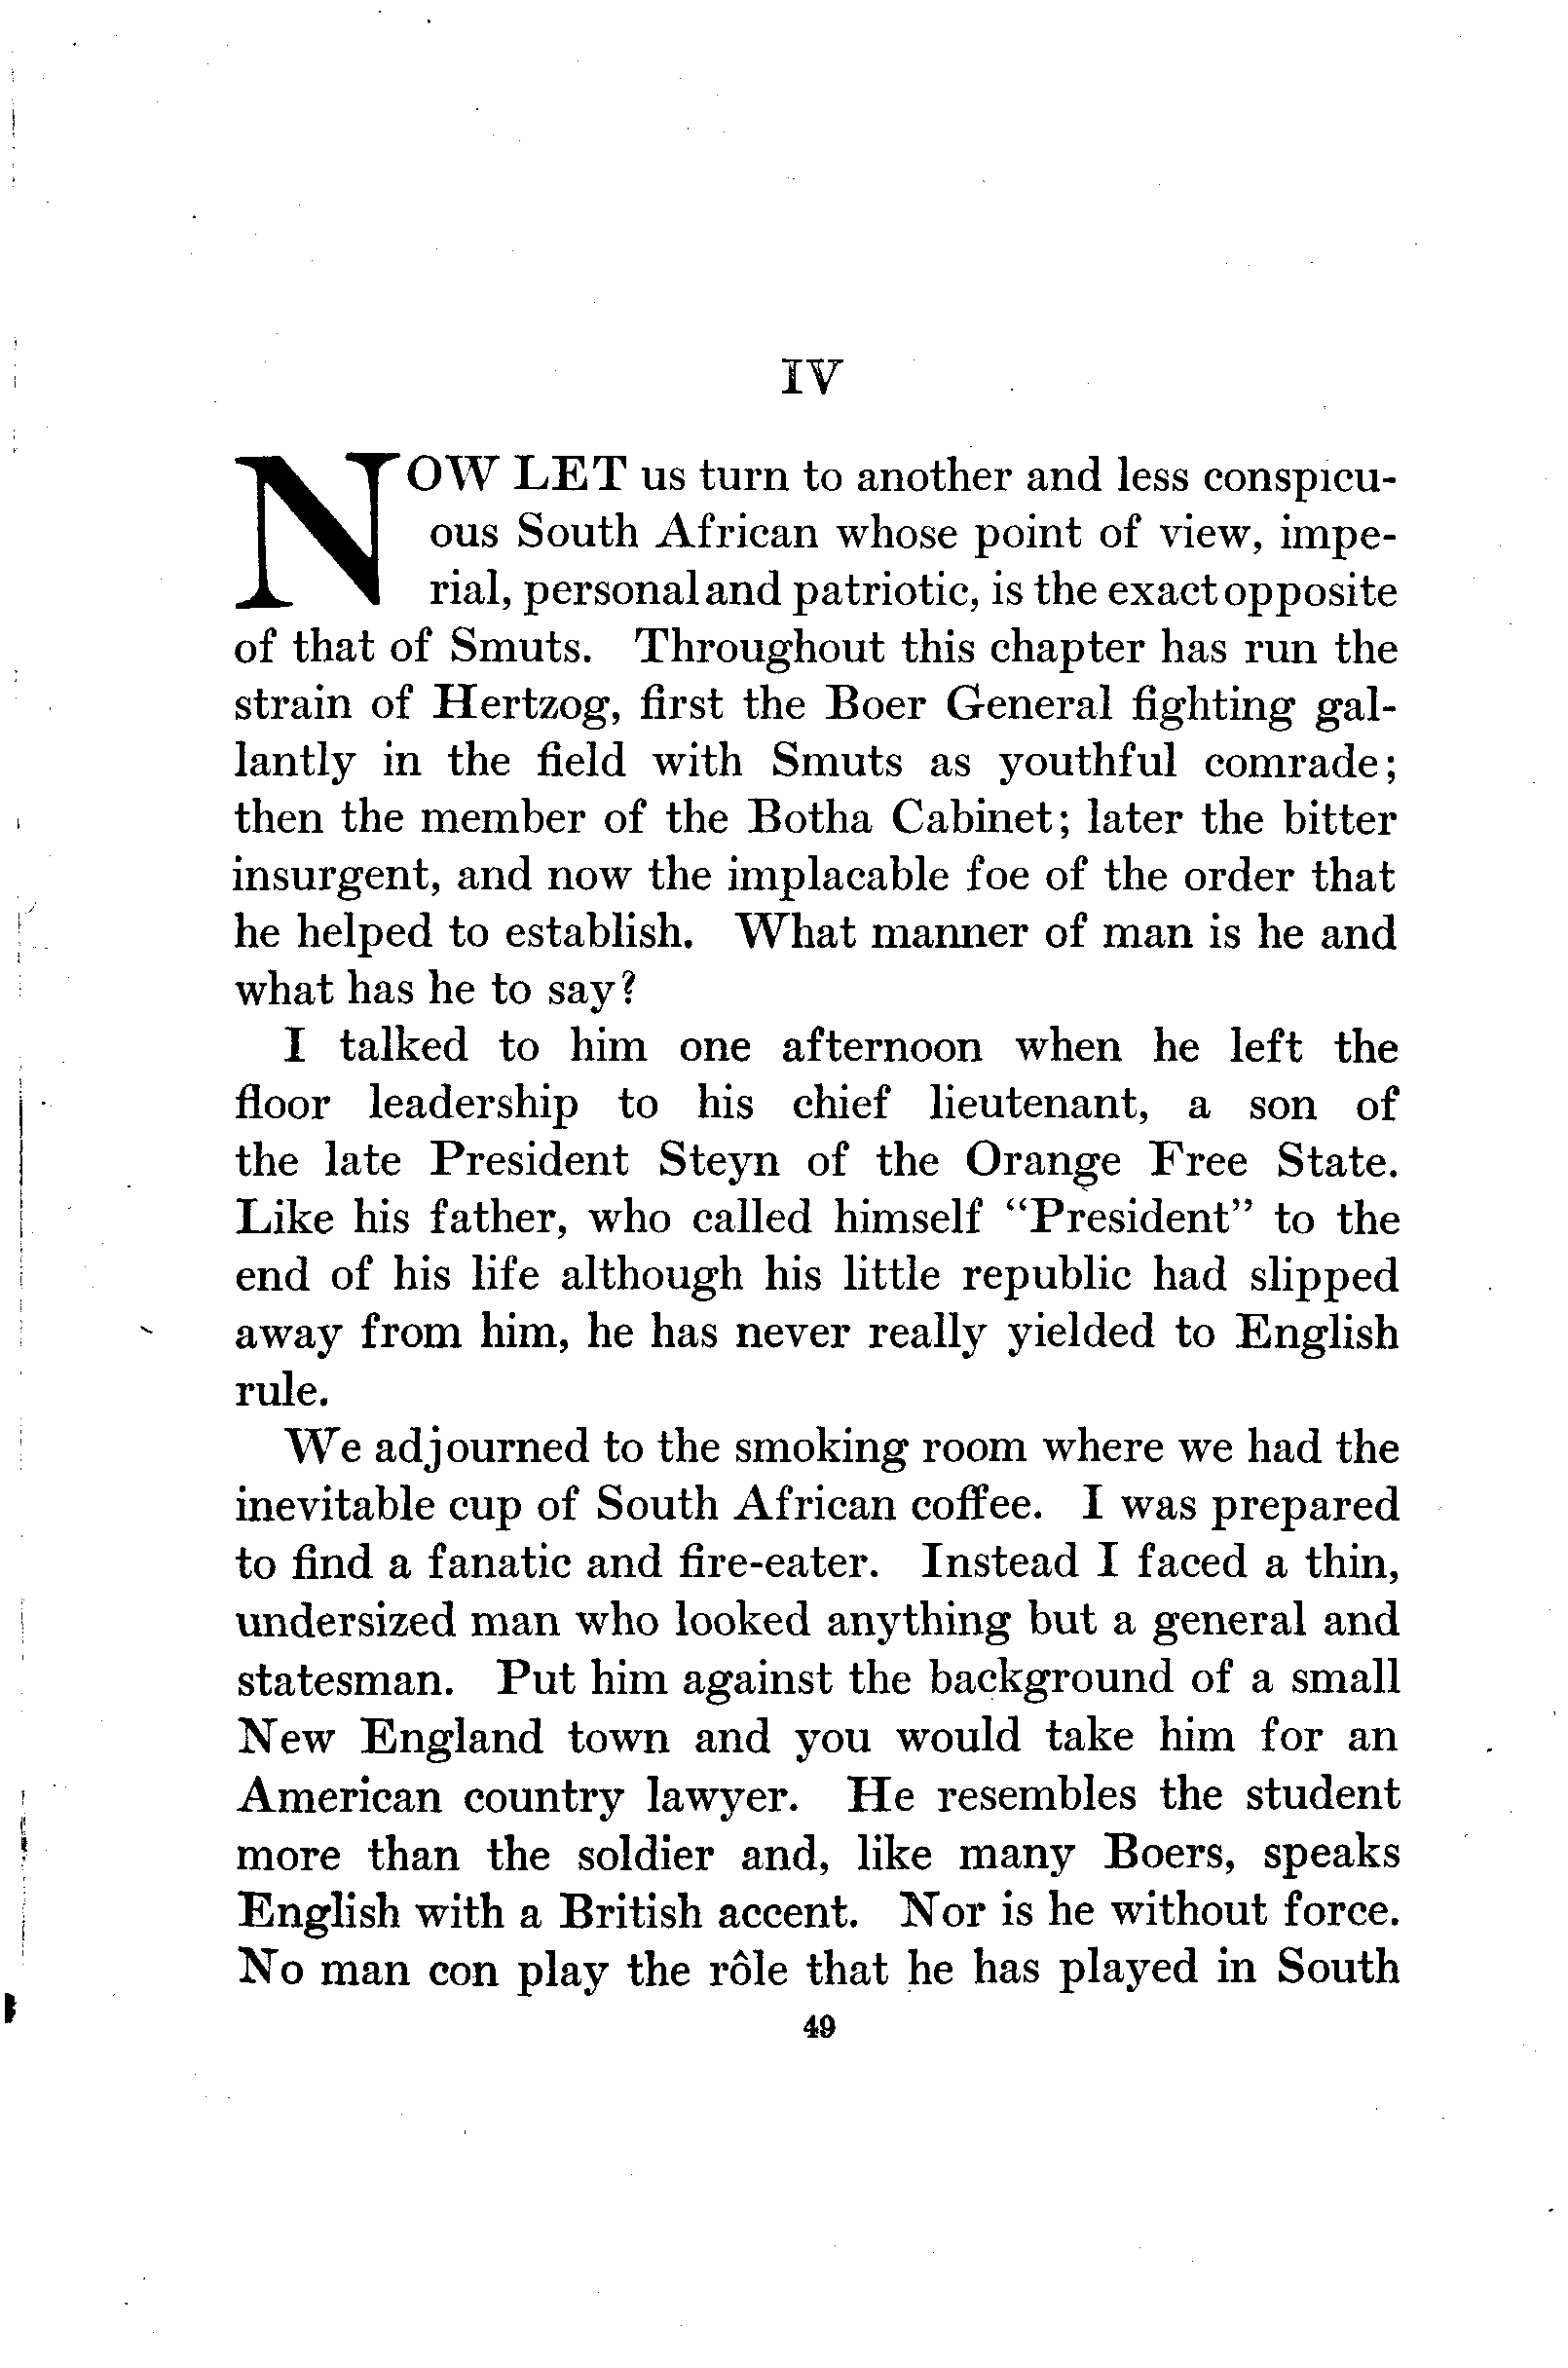 IV
NOW LET us turn to another and less conspicu-
ous South African whose point of view, impe-
rial, personal and patriotic, is the exact opposite
of that of Smuts. Throughout this chapter has run the
strain of Hertzog, first the Boer General fighting gal-
lantly in the field with Smuts as youthful comrade;
then the member of the Botha Cabinet; later the bitter
insurgent, and now the implacable foe of the order that
he helped to establish. What manner of man is he and
what has he to say?
I talked to him one afternoon when he left the
floor leadership to his chief lieutenant, a son of
the late President Steyn of the Orange Free State.
Like his father, who called himself “President” to the
end of his life although his little republic had slipped
away from him, he has never really yielded to English
rule.
We adjourned to the smoking room where we had the
inevitable cup of South African coffee. I was prepared
to find a fanatic and fire-eater. Instead I faced a thin,
undersized man who looked anything but a general and
statesman. Put him against the background of a small
New England town and you would take him for an
American country lawyer. He resembles the student
more than the soldier and, like many Boers, speaks
English with a British accent. Nor is he without force.
No man con play the rôle that he has played in South
49